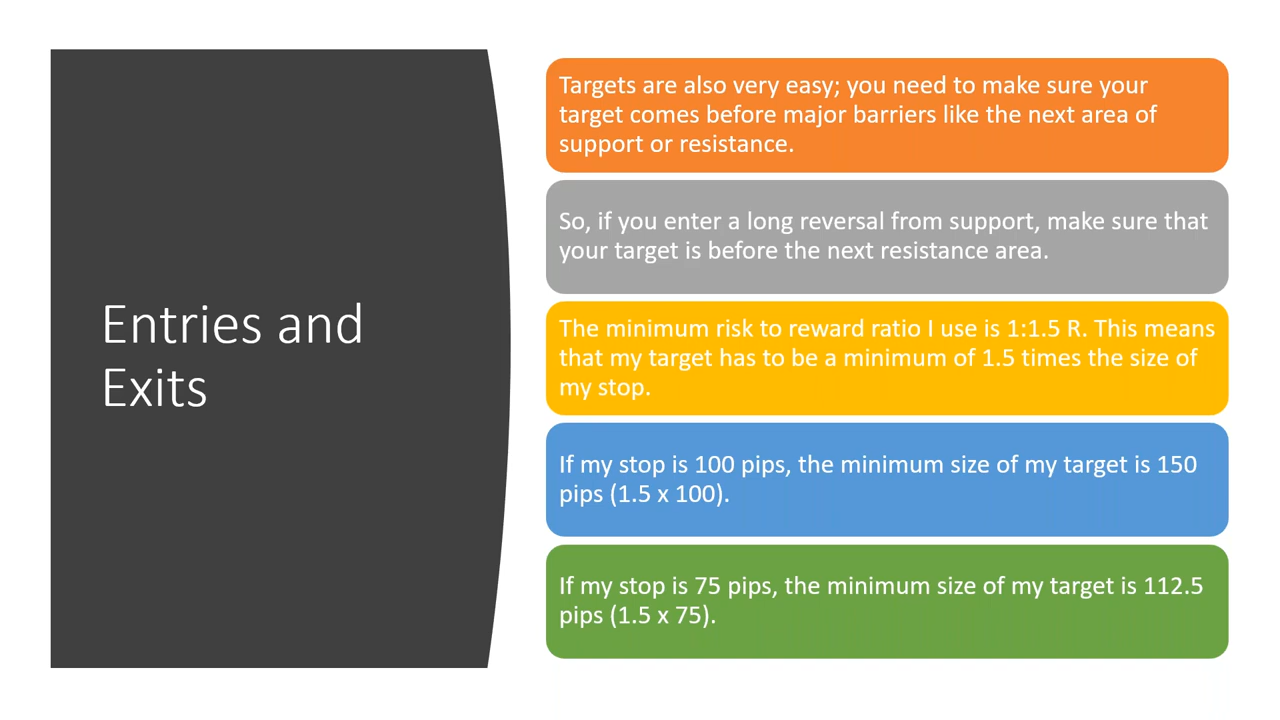 Entries and
Exits
Targets are also very easy; you need to make sure your
target comes before major barriers like the next area of
support or resistance.
So, if you enter a long reversal from support, make sure that
your target is before the next resistance area.
The minimum risk to reward ratio I use is 1:1.5 R. This means
that my target has to be a minimum of 1.5 times the size of
my stop.
If my stop is 100 pips, the minimum size of my target is 150
pips (1.5 x 100).
If my stop is 75 pips, the minimum size of my target is 112.5
pips (1.5 x 75).